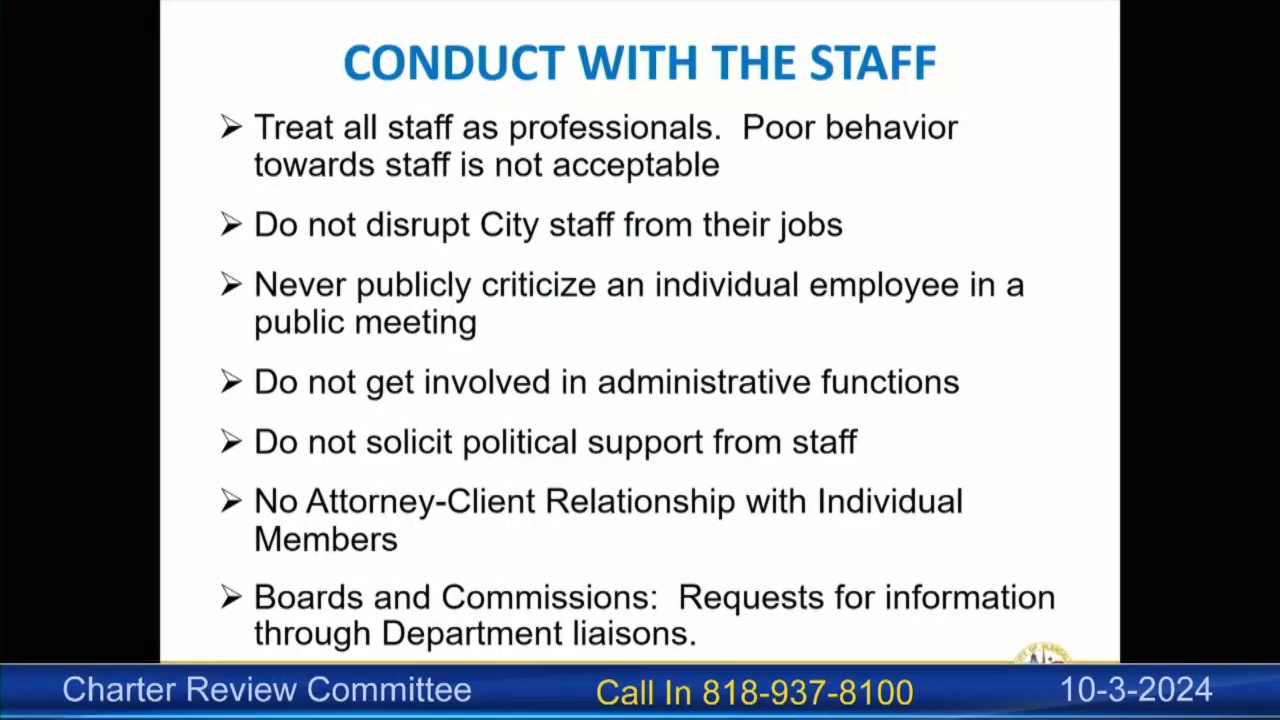 CONDUCT WITH THE STAFF
Treat all staff as professionals. Poor behavior
towards staff is not acceptable
Do not disrupt City staff from their jobs
Never publicly criticize an individual employee in a
public meeting
Do not get involved in administrative functions
Do not solicit political support from staff
No Attorney-Client Relationship with Individual
Members
Boards and Commissions: Requests for information
through Department liaisons.
Charter Review Committee
Call In 818-937-8100
10-3-2024